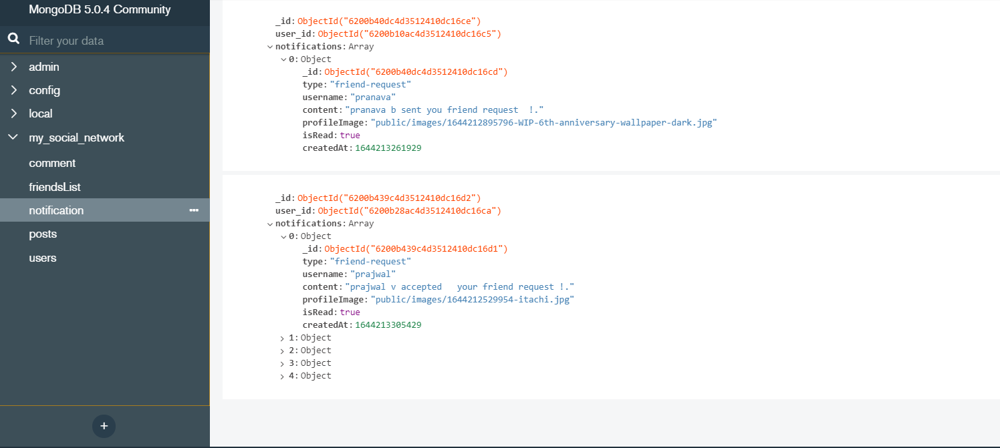 MongoDB 5.0.4 Community
Filter your data
admin
config
local
my_social_network
comment
friendsList
notification
posts
users
+
_id: ObjectId("6200b40dc4d3512410dc16ce")
user_id: ObjectId("6200b10ac4d3512410dc16c5")
notifications: Array
0: Object
_id: ObjectId("6200b40dc4d3512410dc16cd")
type: "friend-request"
username: "pranava"
content: "pranava b sent you friend request  !."
profileImage: "public/images/1644212895796-WIP-6th-anniversary-wallpaper-dark.jpg"
isRead: true
createdAt: 1644213261929
_id: ObjectId("6200b439c4d3512410dc16d2")
user_id: ObjectId("6200b28ac4d3512410dc16ca")
notifications: Array
0: Object
_id: ObjectId("6200b439c4d3512410dc16d1")
type: "friend-request"
username: "prajwal"
content: "prajwal v accepted   your friend request !."
profileImage: "public/images/1644212529954-itachi.jpg"
isRead: true
createdAt: 1644213305429
1: Object
2: Object
3: Object
4: Object